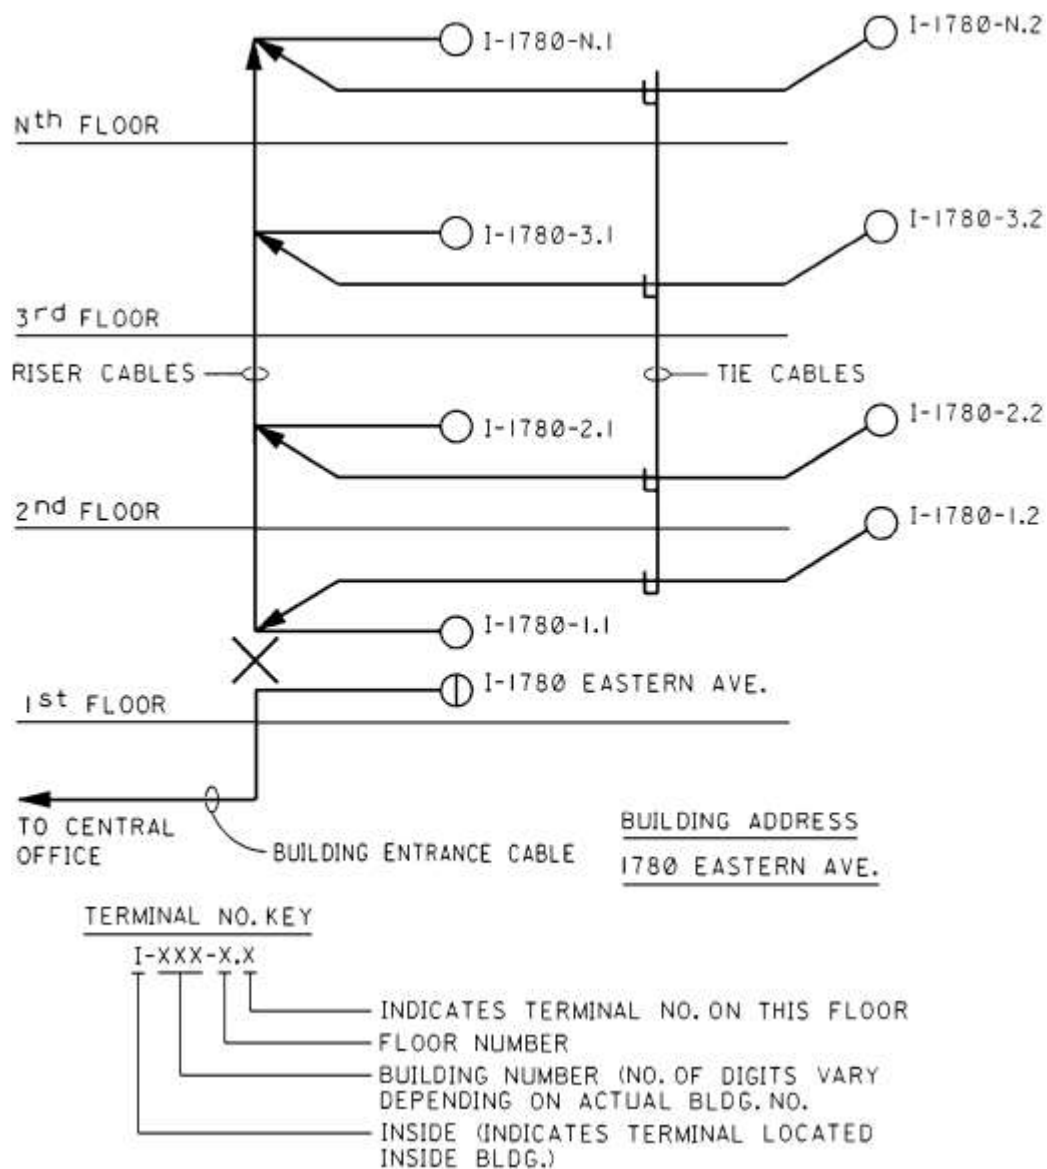 I-1780-N.1
I-1780-N.2
Nth FLOOR
I-1780-3.1
I-1780-3.2
3rd FLOOR
RISER CABLES
TIE CABLES
I-1780-2.1
I-1780-2.2
2nd FLOOR
I-1780-1.2
I-1780-1.1
I-1780 EASTERN AVE.
1st FLOOR
TO CENTRAL
OFFICE
BUILDING ENTRANCE CABLE
BUILDING ADDRESS
1780 EASTERN AVE.
TERMINAL NO. KEY
I-XXX-X.X
INDICATES TERMINAL NO. ON THIS FLOOR
FLOOR NUMBER
BUILDING NUMBER (NO. OF DIGITS VARY
DEPENDING ON ACTUAL BLDG. NO.
INSIDE (INDICATES TERMINAL LOCATED
INSIDE BLDG.)